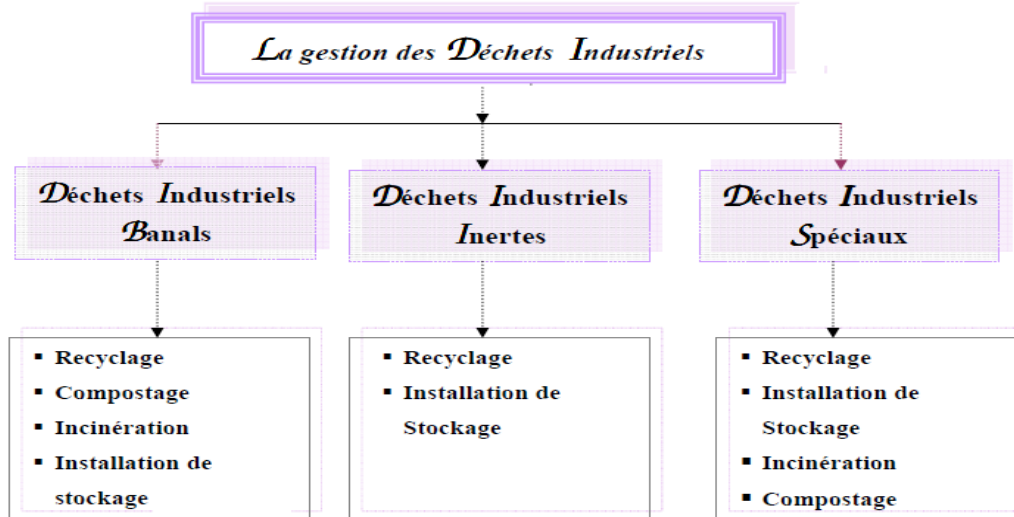 La gestion des Déchets Industriels
Déchets Industriels
Banals
Déchets Industriels
Inertes
Déchets Industriels
Spéciaux
▪ Recyclage
▪ Compostage
▪ Incinération
▪ Installation de
stockage
▪ Recyclage
▪ Installation de
Stockage
▪ Recyclage
▪ Installation de
Stockage
▪ Incinération
▪ Compostage